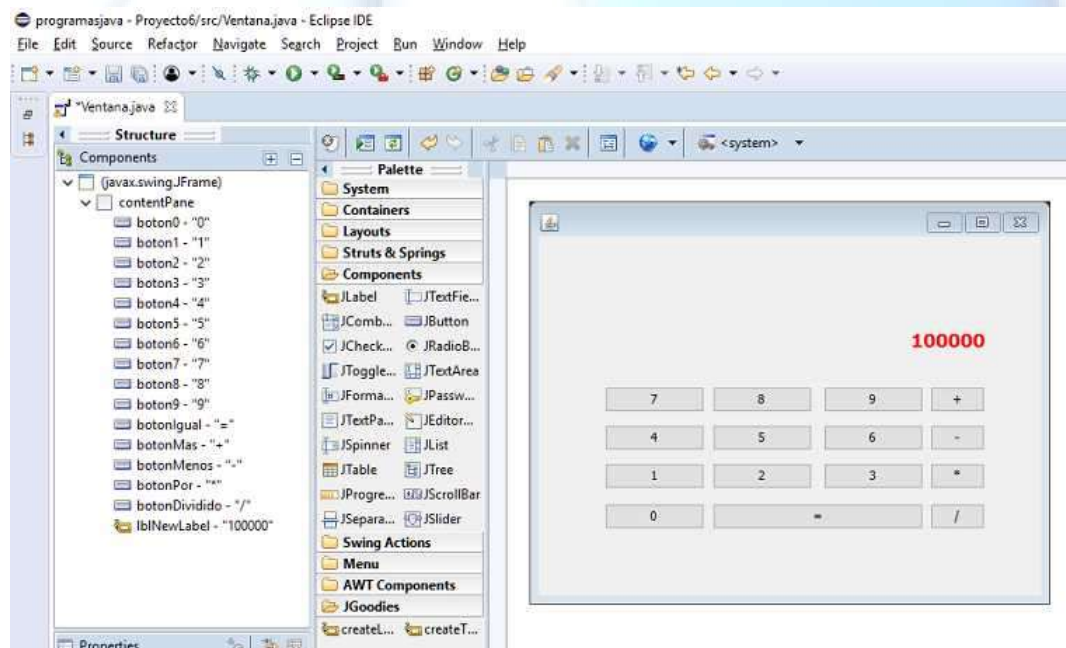 programasjava - Proyecto6/src/Ventana.java - Eclipse IDE
File Edit Source Refactor Navigate Search Project Run Window Help
*Ventana.java
Structure
Components
(javax.swing.JFrame)
contentPane
boton0 - "0"
boton1 - "1"
boton2 - "2"
boton3 - "3"
boton4 - "4"
boton5 - "5"
boton6 - "6"
boton7 - "7"
boton8 - "8"
boton9 - "9"
botonIgual - "="
botonMas - "+"
botonMenos - "-"
botonPor - "*"
botonDividido - "/"
lblNewLabel - "100000"
Properties
<system>
Palette
System
Containers
Layouts
Struts & Springs
Components
JLabel JTextFie...
JComb... JButton
JCheck... JRadioB...
JToggle... JTextArea
JForma... JPassw...
JTextPa... JEditor...
JSpinner JList
JTable JTree
JProgre... JScrollBar
JSepara... JSlider
Swing Actions
Menu
AWT Components
JGoodies
createL... createT...
100000
7 8 9 +
4 5 6 -
1 2 3 *
0 = /